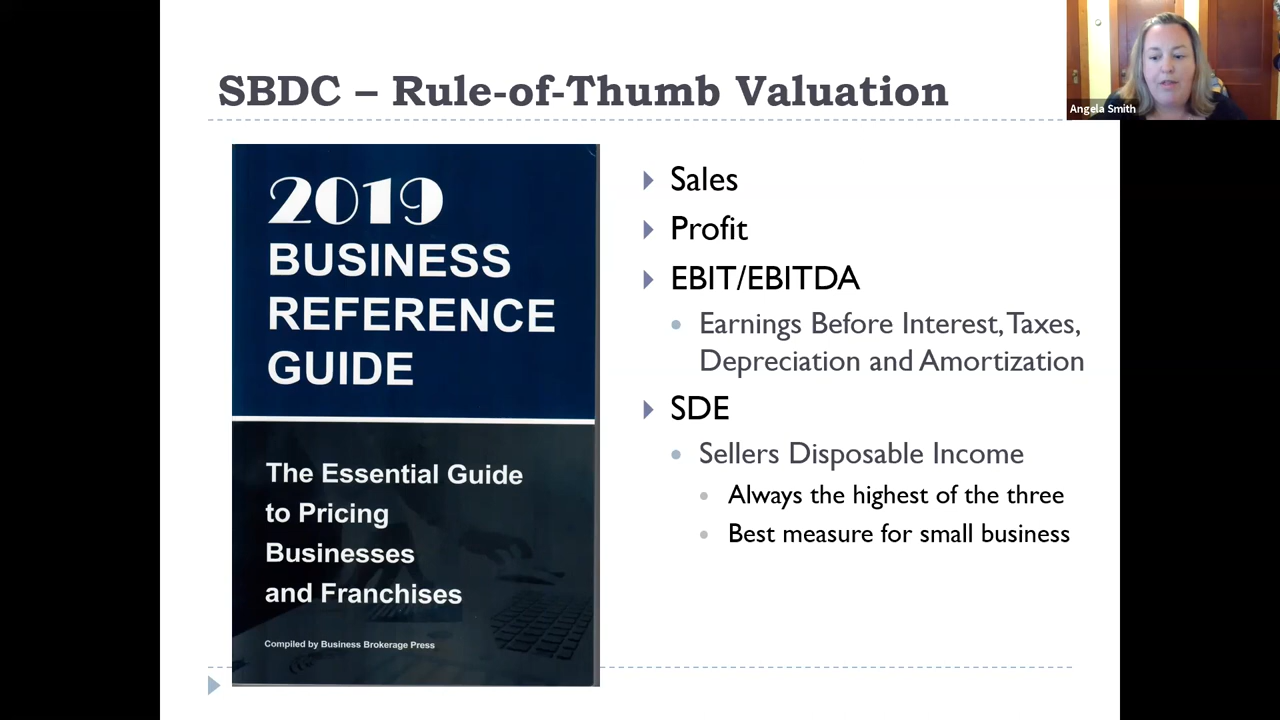 SBDC – Rule-of-Thumb Valuation
Angela Smith
2019
BUSINESS
REFERENCE
GUIDE
The Essential Guide
to Pricing
Businesses
and Franchises
Compiled by Business Brokerage Press
Sales
Profit
EBIT/EBITDA
Earnings Before Interest, Taxes,
Depreciation and Amortization
SDE
Sellers Disposable Income
Always the highest of the three
Best measure for small business